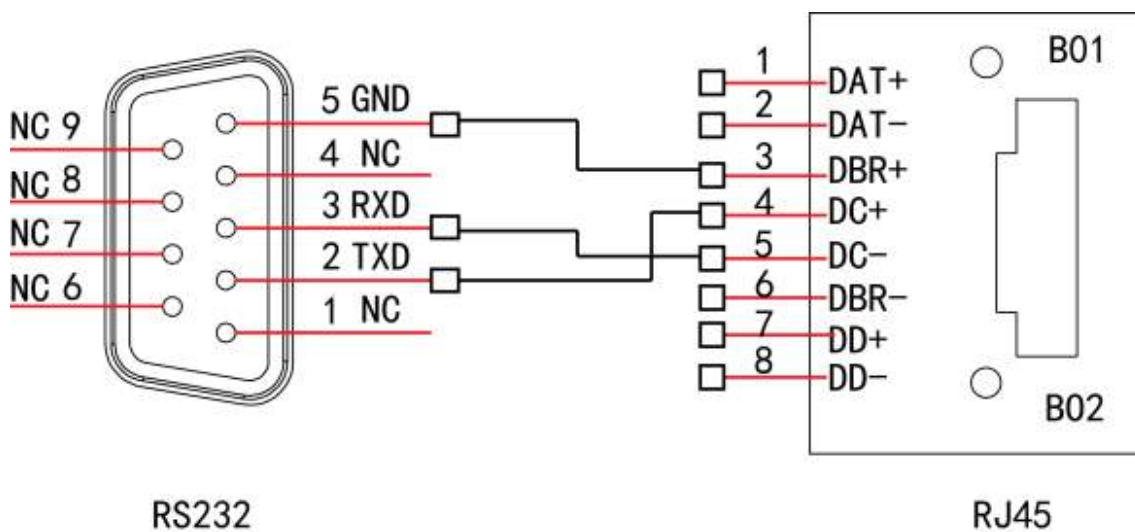 NC 9
NC 8
NC 7
NC 6
5 GND
4 NC
3 RXD
2 TXD
1 NC
1 DAT+
2 DAT-
3 DBR+
4 DC+
5 DC-
6 DBR-
7 DD+
8 DD-
B01
B02
RS232
RJ45